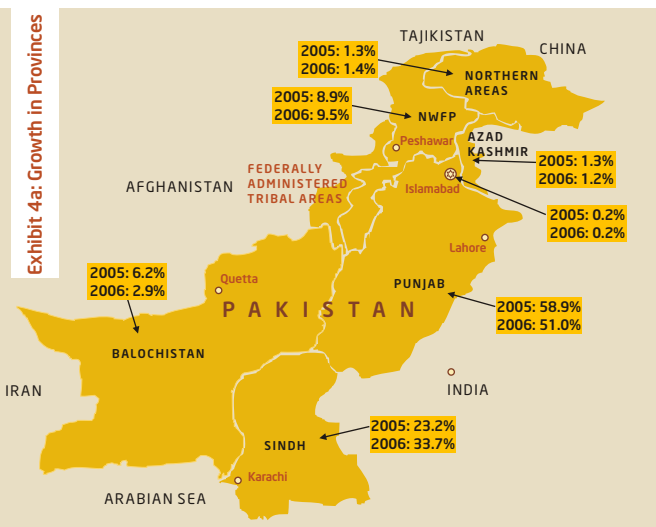 Exhibit 4a: Growth in Provinces
TAJIKISTAN
CHINA
2005: 1.3%
2006: 1.4%
NORTHERN
AREAS
2005: 8.9%
2006: 9.5%
NWFP
Peshawar
AZAD
KASHMIR
2005: 1.3%
2006: 1.2%
AFGHANISTAN
FEDERALLY
ADMINISTERED
TRIBAL AREAS
Islamabad
2005: 0.2%
2006: 0.2%
Lahore
2005: 6.2%
2006: 2.9%
Quetta
PUNJAB
PAKISTAN
2005: 58.9%
2006: 51.0%
BALOCHISTAN
IRAN
INDIA
2005: 23.2%
2006: 33.7%
SINDH
Karachi
ARABIAN SEA